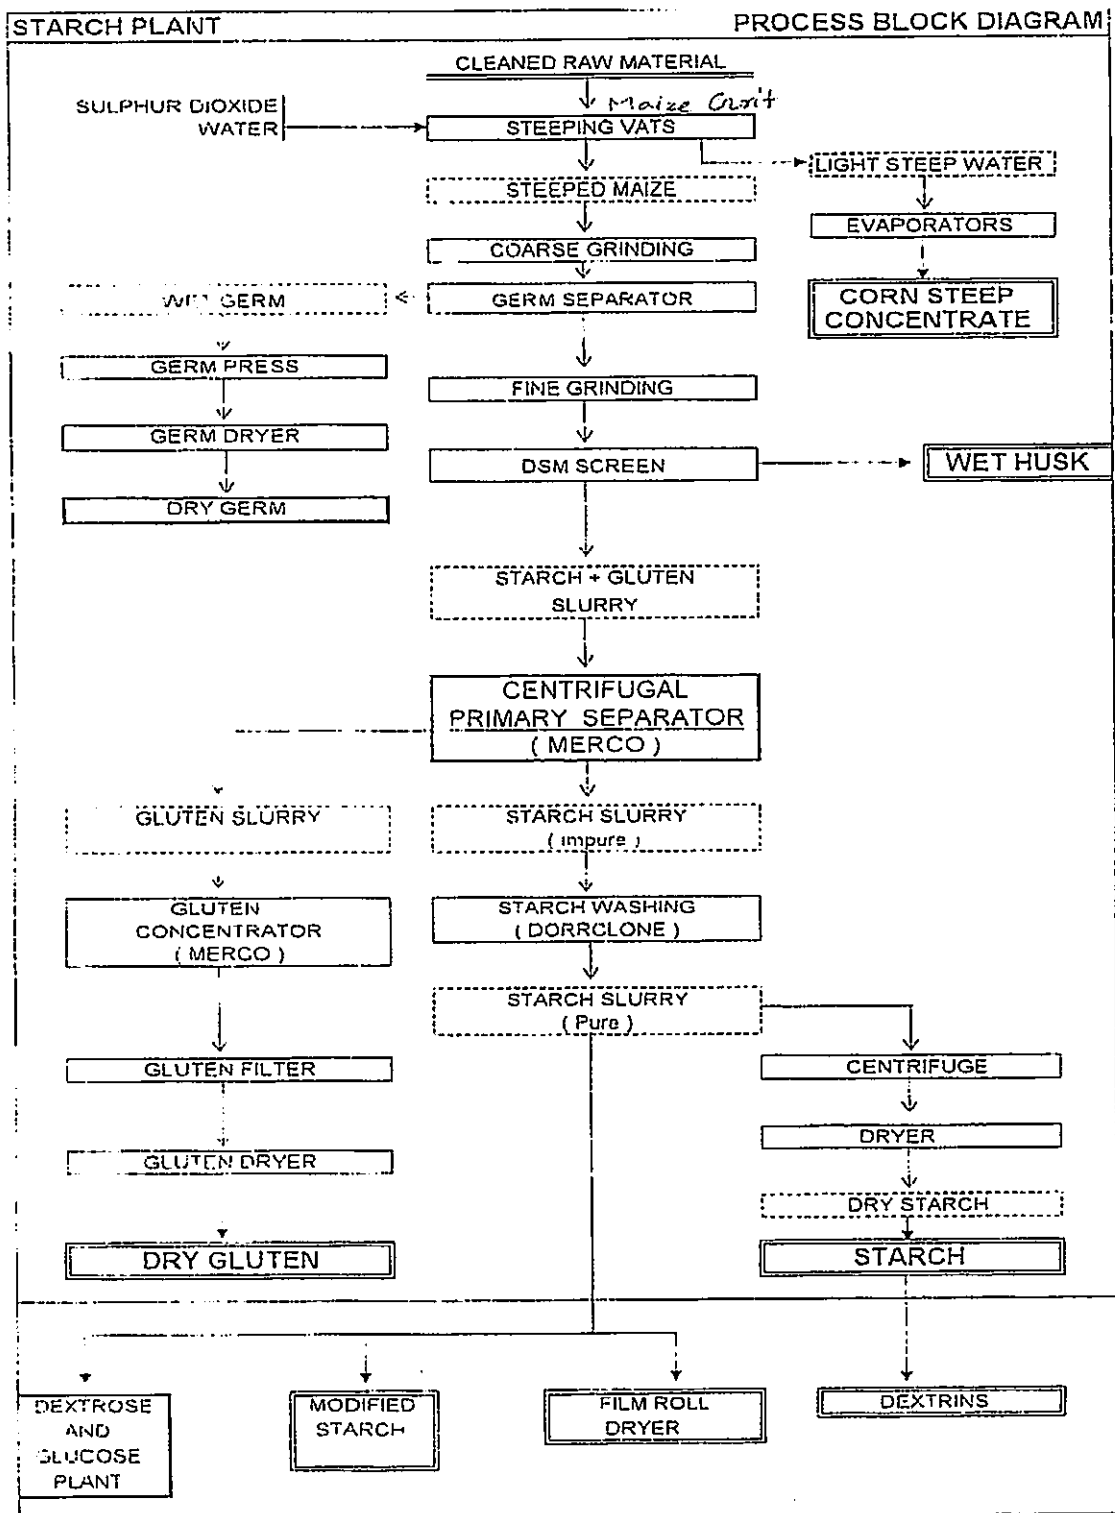 STARCH PLANT
PROCESS BLOCK DIAGRAM
CLEANED RAW MATERIAL
SULPHUR DIOXIDE
WATER
Maize Grit
STEEPING VATS
LIGHT STEEP WATER
STEEPED MAIZE
EVAPORATORS
COARSE GRINDING
WET GERM
GERM SEPARATOR
CORN STEEP
CONCENTRATE
GERM PRESS
FINE GRINDING
GERM DRYER
DSM SCREEN
WET HUSK
DRY GERM
STARCH + GLUTEN
SLURRY
CENTRIFUGAL
PRIMARY SEPARATOR
( MERCO )
GLUTEN SLURRY
STARCH SLURRY
( impure )
GLUTEN
CONCENTRATOR
( MERCO )
STARCH WASHING
( DORRCLONE )
STARCH SLURRY
( Pure )
GLUTEN FILTER
CENTRIFUGE
DRYER
GLUTEN DRYER
DRY STARCH
DRY GLUTEN
STARCH
DEXTROSE
AND
GLUCOSE
PLANT
MODIFIED
STARCH
FILM ROLL
DRYER
DEXTRINS